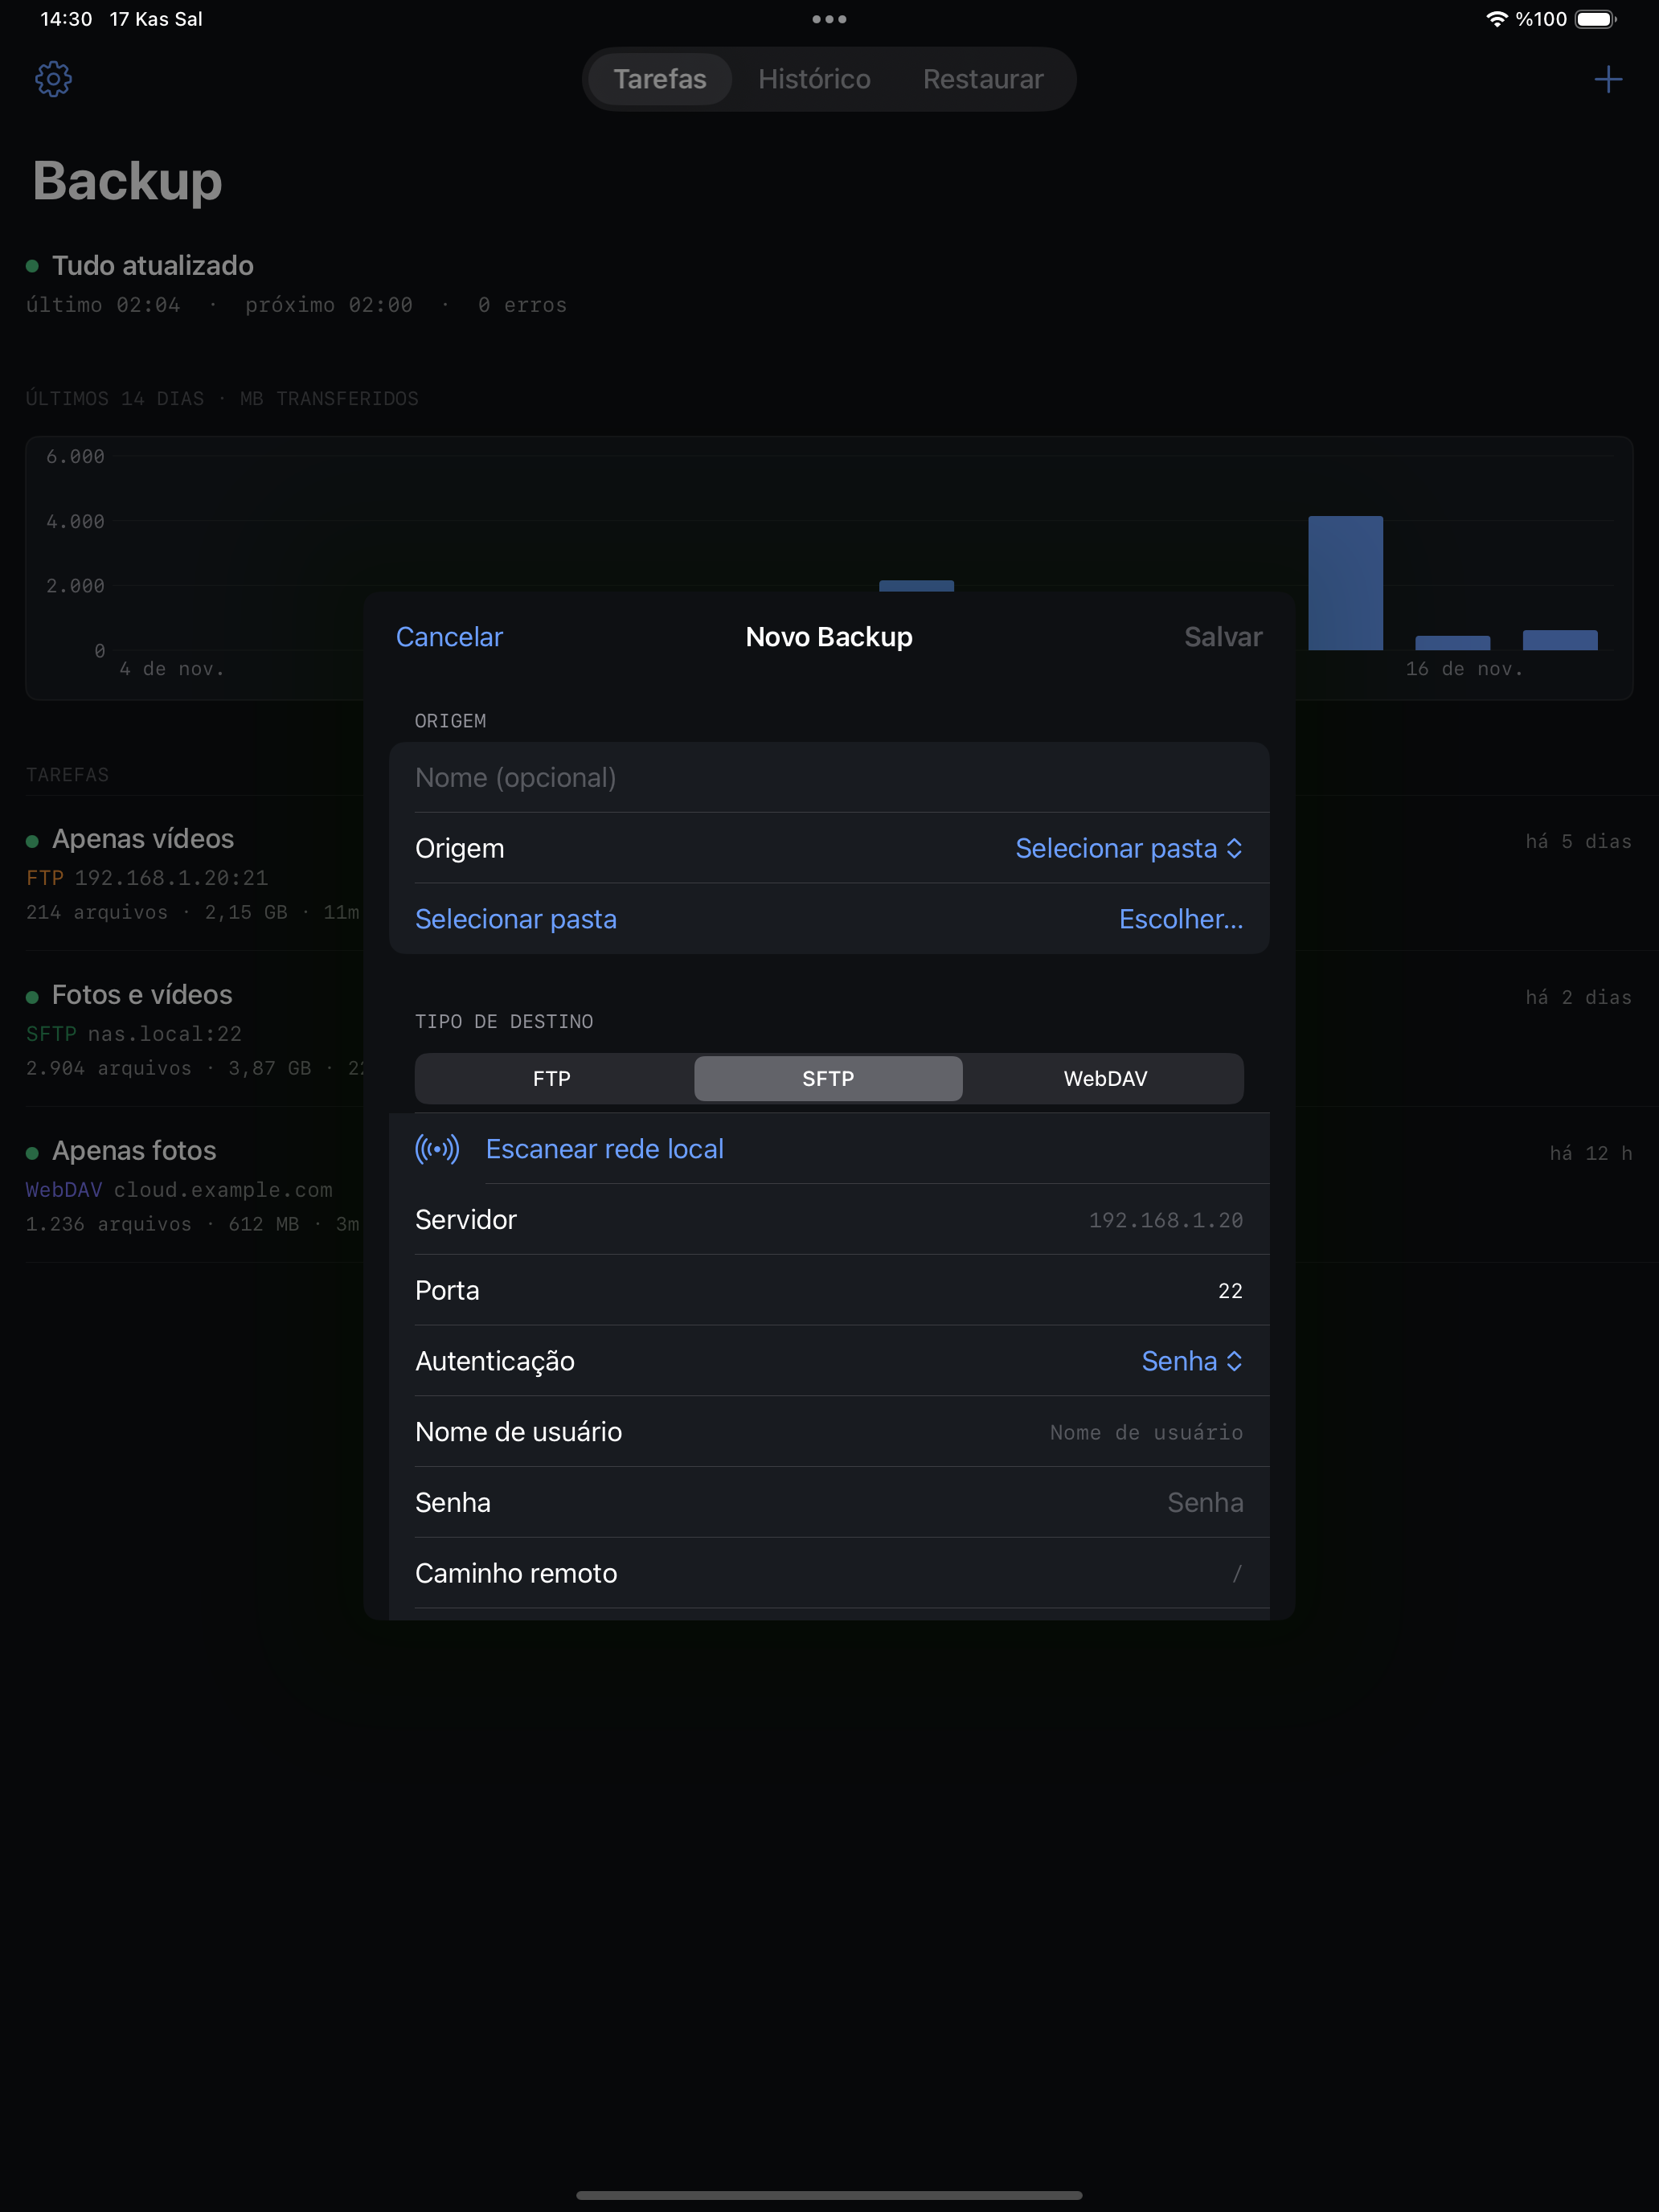 14:30 17 Kas Sal
%100
Tarefas Histórico Restaurar
Backup
Tudo atualizado
último 02:04 · próximo 02:00 · 0 erros
ÚLTIMOS 14 DIAS · MB TRANSFERIDOS
6.000
4.000
2.000
0
4 de nov.
16 de nov.
TAREFAS
Apenas vídeos
há 5 dias
FTP 192.168.1.20:21
214 arquivos · 2,15 GB · 11m
Fotos e vídeos
há 2 dias
SFTP nas.local:22
2.904 arquivos · 3,87 GB ·
Apenas fotos
há 12 h
WebDAV cloud.example.com
1.236 arquivos · 612 MB · 3m
Cancelar Novo Backup Salvar
ORIGEM
Nome (opcional)
Origem Selecionar pasta
Selecionar pasta Escolher...
TIPO DE DESTINO
FTP SFTP WebDAV
Escanear rede local
Servidor 192.168.1.20
Porta 22
Autenticação Senha
Nome de usuário Nome de usuário
Senha Senha
Caminho remoto /